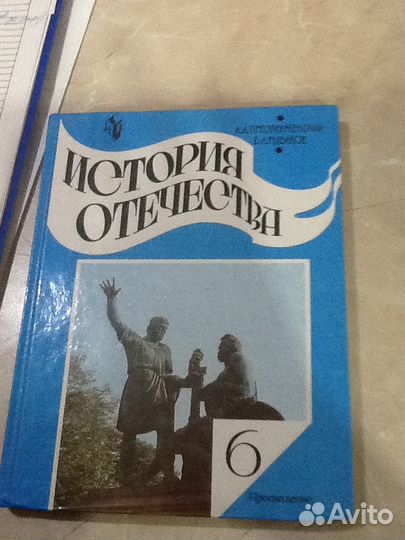 А.А.ПРЕОБРАЖЕНСКИЙ
Б.А.РЫБАКОВ
ИСТОРИЯ
ОТЕЧЕСТВА
6
Просвещение
Avito